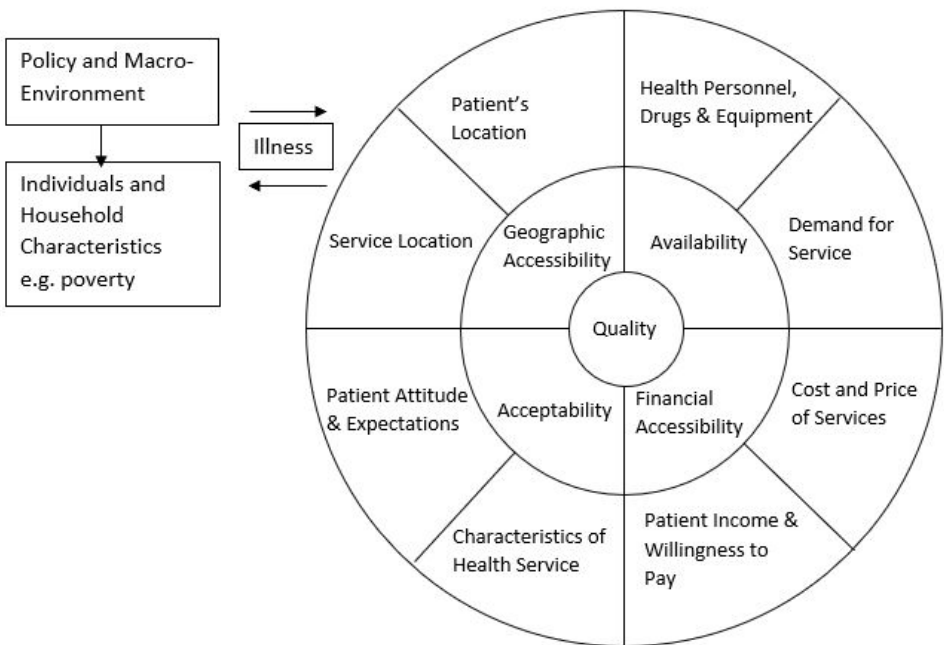 Policy and Macro-
Environment
Individuals and
Household
Characteristics
e.g. poverty
Illness
Patient's
Location
Health Personnel,
Drugs & Equipment
Service Location
Geographic
Accessibility
Availability
Demand for
Service
Quality
Patient Attitude
& Expectations
Acceptability
Financial
Accessibility
Cost and Price
of Services
Characteristics of
Health Service
Patient Income &
Willingness to
Pay